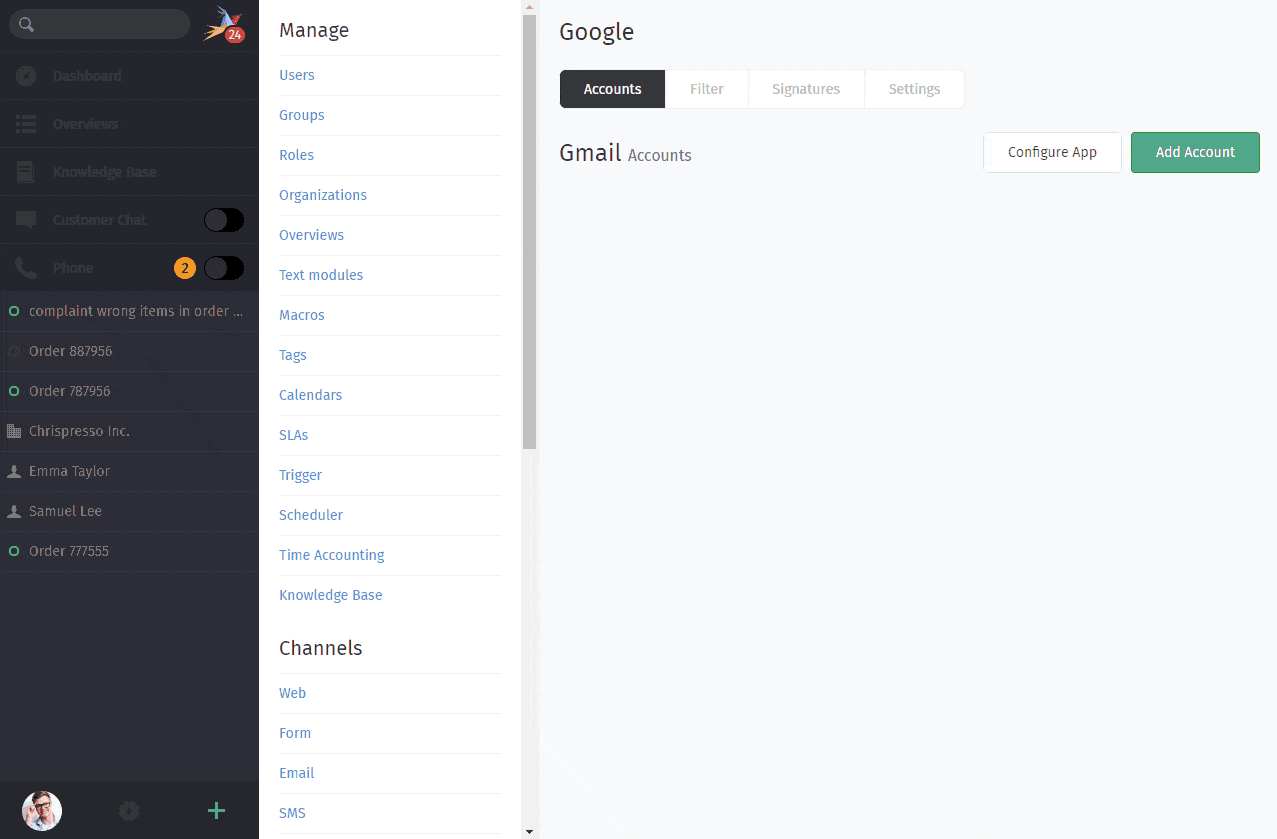 24
Dashboard
Overviews
Knowledge Base
Customer Chat
Phone 2
complaint wrong items in order ...
Order 887956
Order 787956
Chrispresso Inc.
Emma Taylor
Samuel Lee
Order 777555
Manage
Users
Groups
Roles
Organizations
Overviews
Text modules
Macros
Tags
Calendars
SLAs
Trigger
Scheduler
Time Accounting
Knowledge Base
Channels
Web
Form
Email
SMS
Google
Accounts Filter Signatures Settings
Gmail Accounts Configure App Add Account